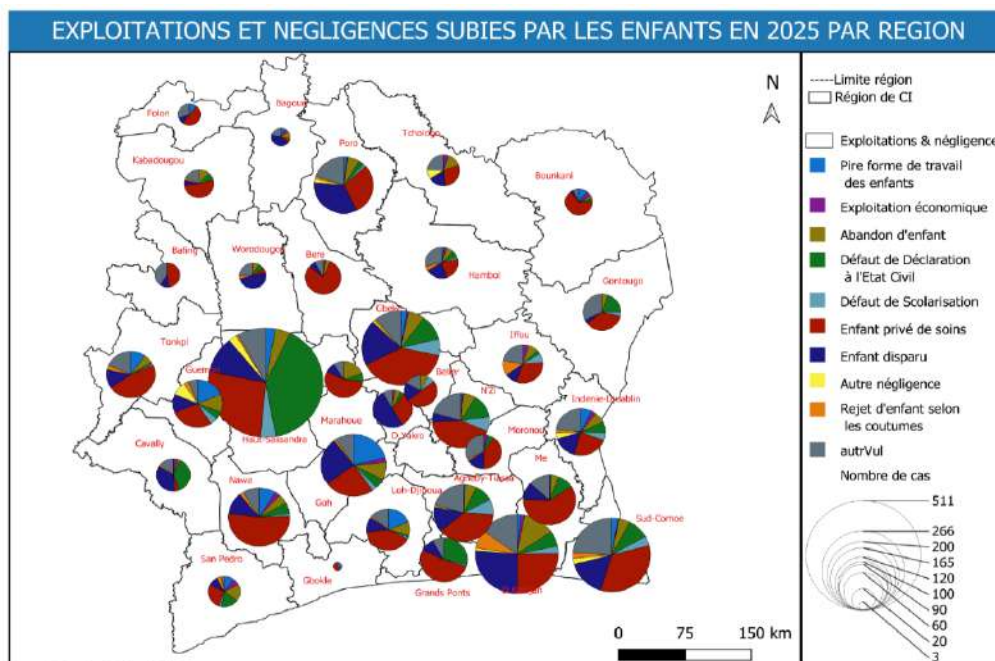 EXPLOITATIONS ET NEGLIGENCES SUBIES PAR LES ENFANTS EN 2025 PAR REGION
N
Folon
Bagoue
Poro
Tchologo
Kabadougou
Bounkani
Bafing
Worodougou
Bere
Hambol
Gontougo
Gbeke
Iffou
Tonkpi
Guemon
Belier
N'Zi
Indenie-Djuablin
Haut-Sassandra
Marahoue
D.Yakro
Moronou
Cavally
Me
Nawa
Goh
Loh-Djiboua
Agneby-Tiassa
Sud-Comoe
San Pedro
Gbokle
Grands Ponts
0 75 150 km
Limite région
Région de CI
Exploitations & négligence
Pire forme de travail
des enfants
Exploitation économique
Abandon d'enfant
Défaut de Déclaration
à l'Etat Civil
Défaut de Scolarisation
Enfant privé de soins
Enfant disparu
Autre négligence
Rejet d'enfant selon
les coutumes
autrVul
Nombre de cas
511
266
200
165
120
100
90
60
20
3